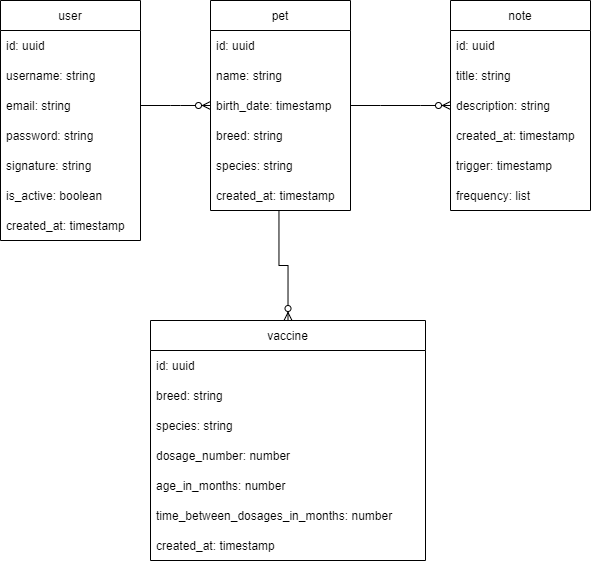 user
id: uuid
username: string
email: string
password: string
signature: string
is_active: boolean
created_at: timestamp
pet
id: uuid
name: string
birth_date: timestamp
breed: string
species: string
created_at: timestamp
note
id: uuid
title: string
description: string
created_at: timestamp
trigger: timestamp
frequency: list
vaccine
id: uuid
breed: string
species: string
dosage_number: number
age_in_months: number
time_between_dosages_in_months: number
created_at: timestamp